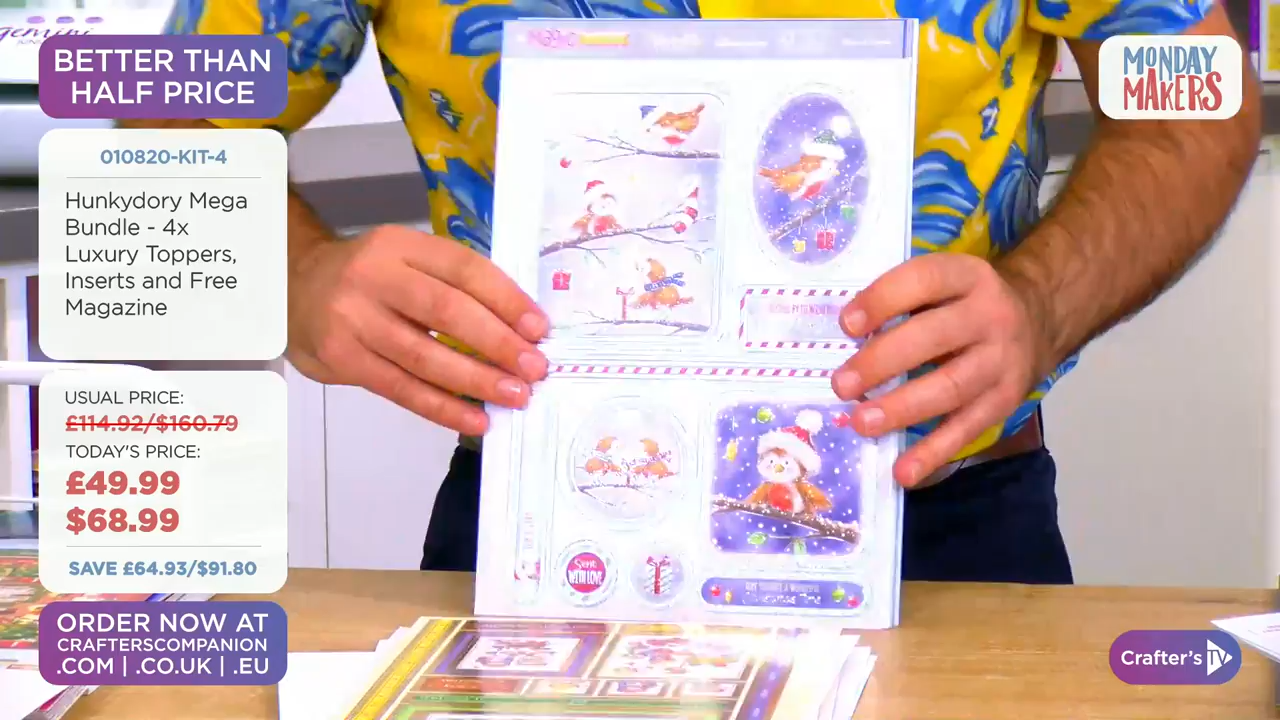 gemini
BETTER THAN
HALF PRICE
010820-KIT-4
Hunkydory Mega
Bundle - 4x
Luxury Toppers,
Inserts and Free
Magazine
USUAL PRICE:
£114.92/$160.79
TODAY'S PRICE:
£49.99
$68.99
SAVE £64.93/$91.80
ORDER NOW AT
CRAFTERSCOMPANION
.COM | .CO.UK | .EU
MONDAY
MAKERS
Sent
WITH LOVE
Crafter's TV